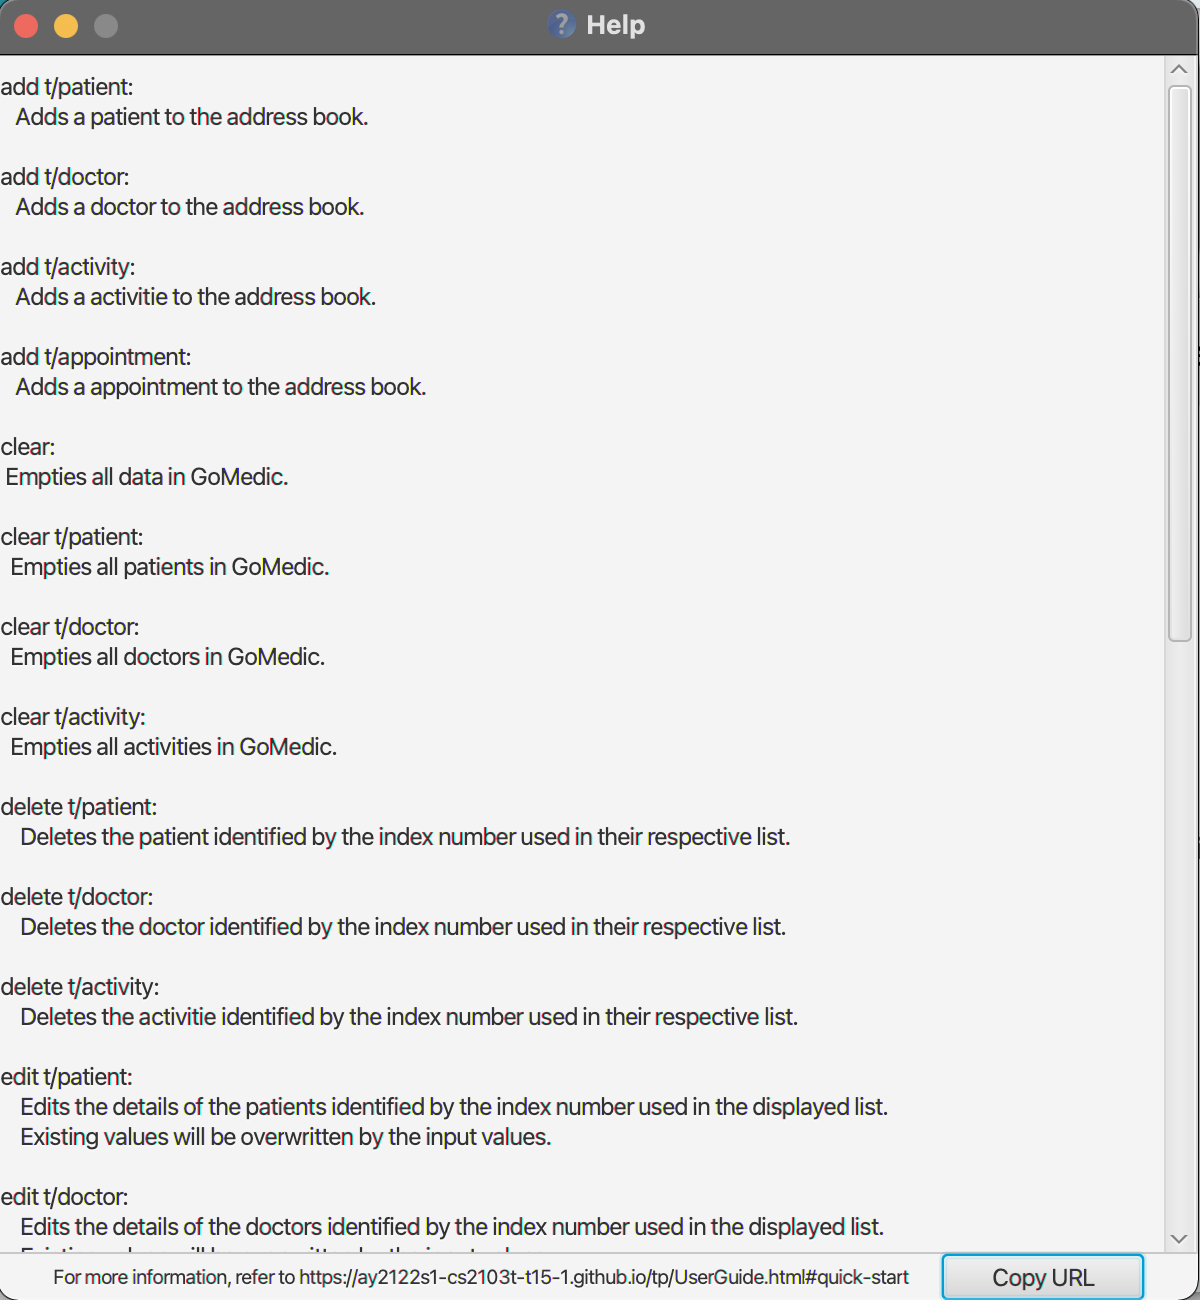 Help
add t/patient:
Adds a patient to the address book.
add t/doctor:
Adds a doctor to the address book.
add t/activity:
Adds a activitie to the address book.
add t/appointment:
Adds a appointment to the address book.
clear:
Empties all data in GoMedic.
clear t/patient:
Empties all patients in GoMedic.
clear t/doctor:
Empties all doctors in GoMedic.
clear t/activity:
Empties all activities in GoMedic.
delete t/patient:
Deletes the patient identified by the index number used in their respective list.
delete t/doctor:
Deletes the doctor identified by the index number used in their respective list.
delete t/activity:
Deletes the activitie identified by the index number used in their respective list.
edit t/patient:
Edits the details of the patients identified by the index number used in the displayed list.
Existing values will be overwritten by the input values.
edit t/doctor:
Edits the details of the doctors identified by the index number used in the displayed list.
For more information, refer to https://ay2122s1-cs2103t-t15-1.github.io/tp/UserGuide.html#quick-start
Copy URL